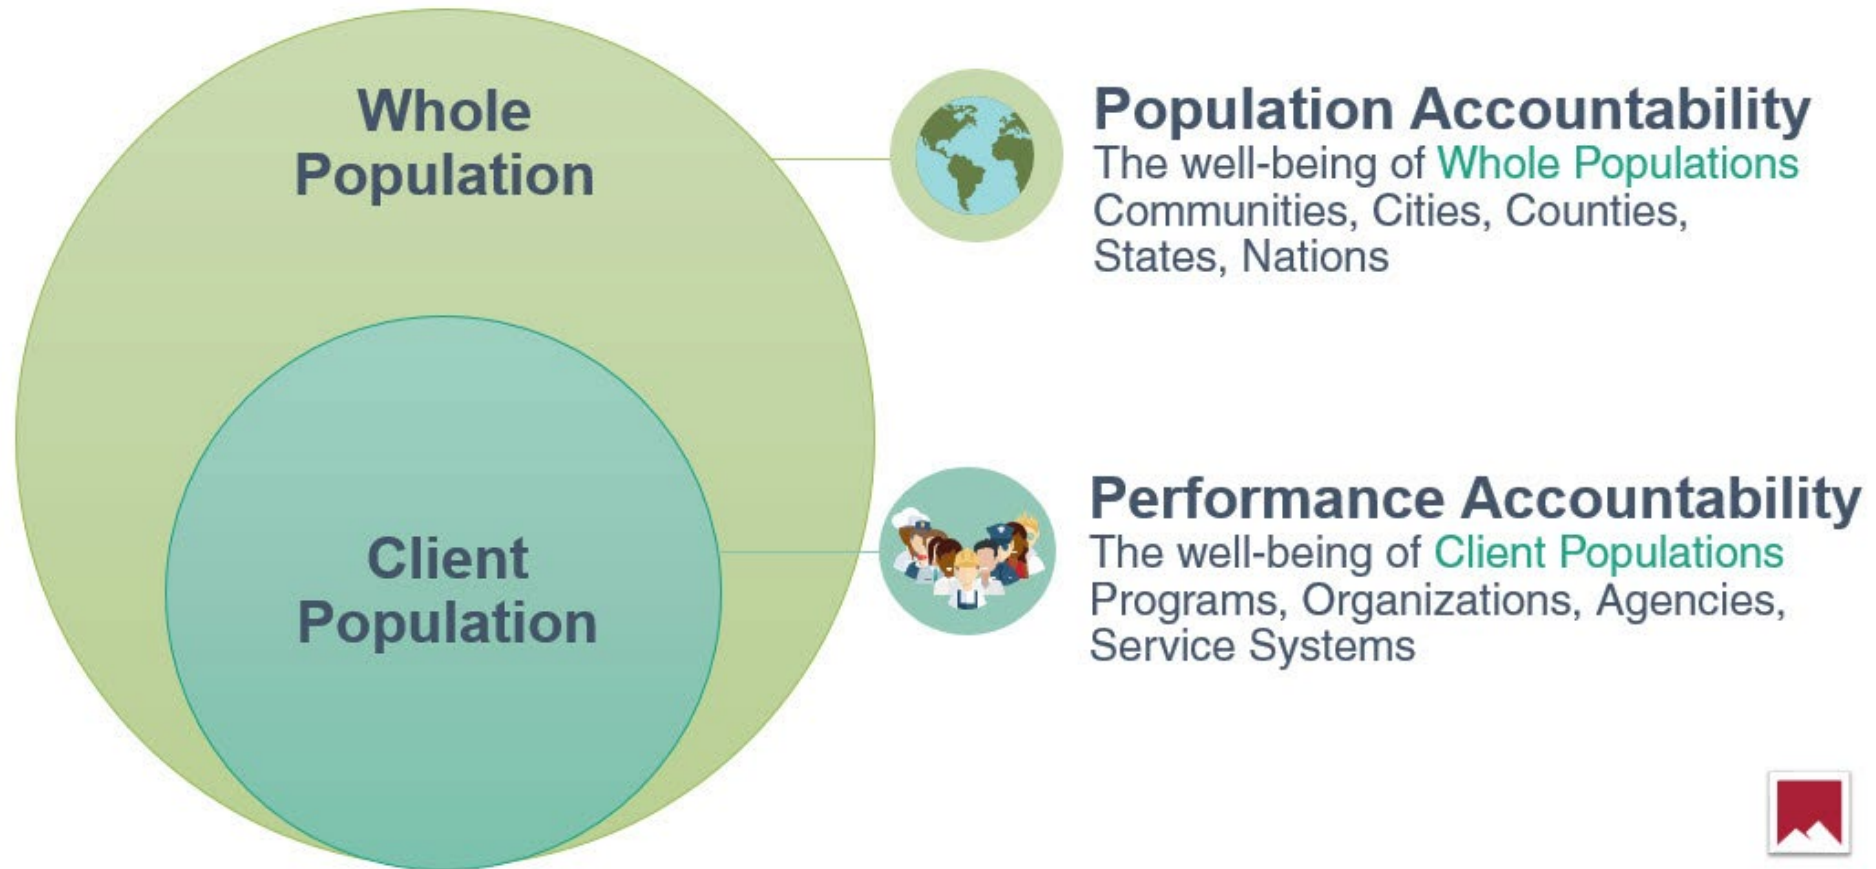 Whole
Population
Population Accountability
The well-being of Whole Populations
Communities, Cities, Counties,
States, Nations
Client
Population
Performance Accountability
The well-being of Client Populations
Programs, Organizations, Agencies,
Service Systems